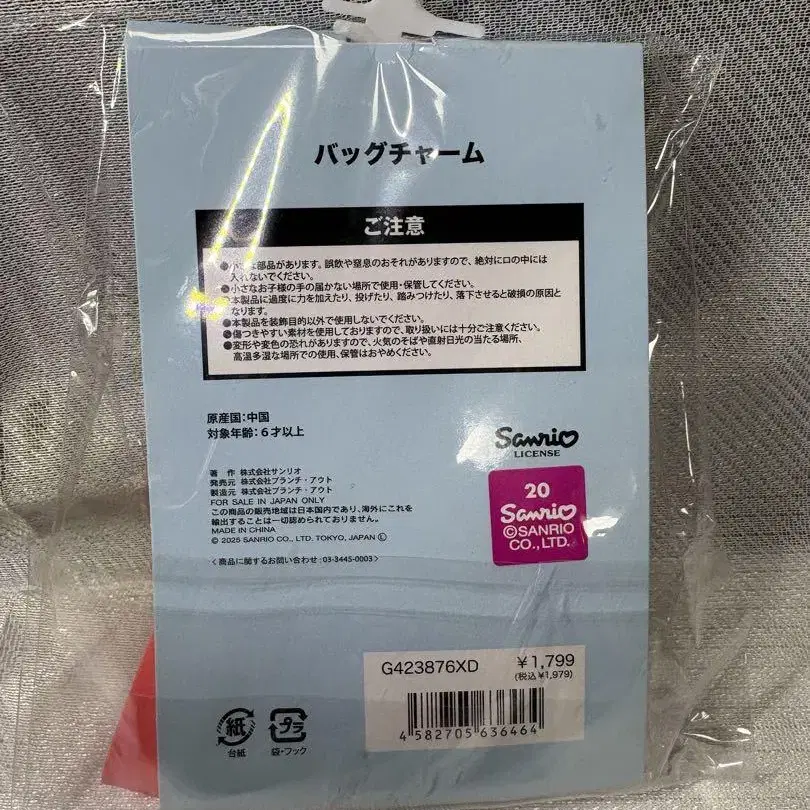 バッグチャーム
ご注意
●小さな部品があります。誤飲や窒息のおそれがありますので、絶対に口の中には
入れないでください。
●小さなお子様の手の届かない場所で使用・保管してください。
●本製品に過度に力を加えたり、投げたり、踏みつけたり、落下させると破損の原因と
なります。
●本製品を装飾目的以外で使用しないでください。
●傷つきやすい素材を使用しておりますので、取り扱いには十分ご注意ください。
●変形や変色の恐れがありますので、火気のそばや直射日光の当たる場所、
高温多湿な場所での使用、保管はおやめください。
原産国:中国
対象年齢:6才以上
Sanrio
LICENSE
20
Sanrio
©SANRIO
CO., LTD.
著 作 株式会社サンリオ
発売元 株式会社ブランチ・アウト
製造元 株式会社ブランチ・アウト
FOR SALE IN JAPAN ONLY
この商品の販売地域は日本国内であり、海外にこれを
輸出することは一切認められておりません。
MADE IN CHINA
© 2025 SANRIO CO., LTD. TOKYO, JAPAN Ⓛ
<商品に関するお問い合わせ:03-3445-0003>
G423876XD ¥1,799
(税込¥1,979)
4 582705 636464
紙
台紙
プラ
袋・フック